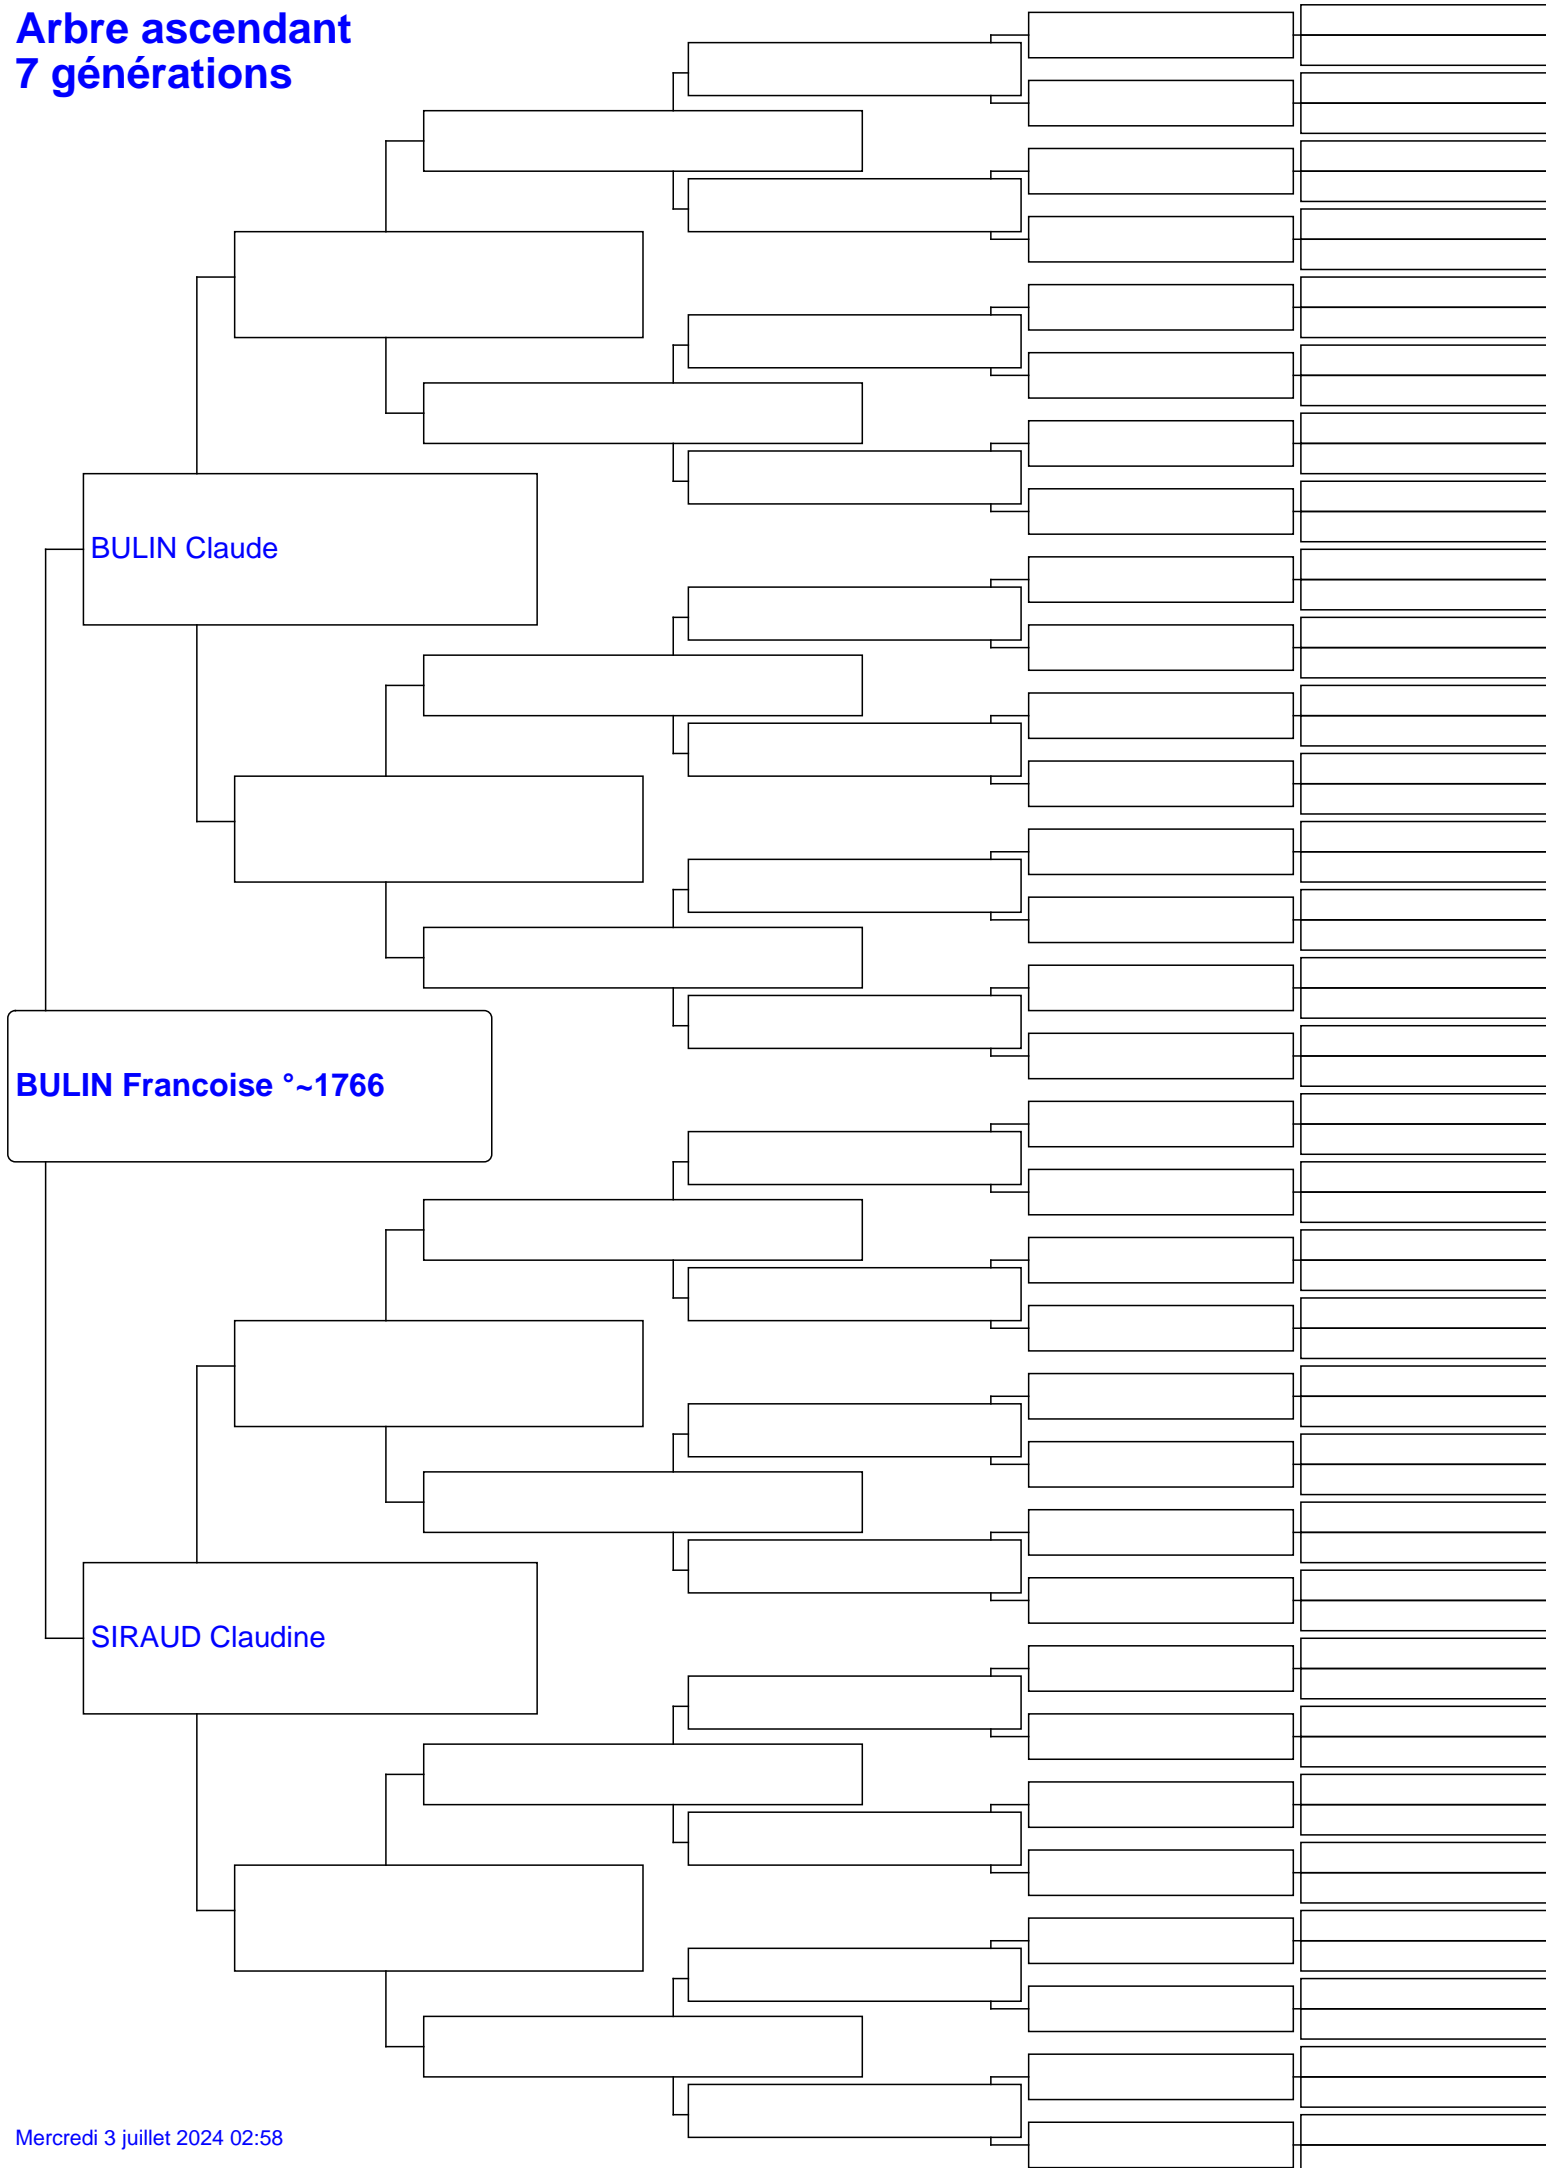 Arbre ascendant
7 générations
BULIN Claude
BULIN Francoise °~1766
SIRAUD Claudine
Mercredi 3 juillet 2024 02:58